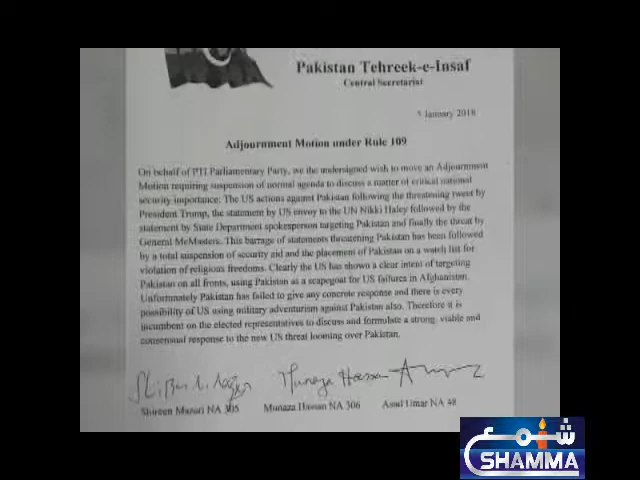 Pakistan Tehreek-e-Insaf
Central Secretariat
5 January 2018
Adjournment Motion under Rule 109
On behalf of PTI Parliamentary Party, we the undersigned wish to move an Adjournment
Motion requiring suspension of normal agenda to discuss a matter of critical national
security importance: The US actions against Pakistan following the threatening tweet by
President Trump, the statement by US envoy to the UN Nikki Haley followed by the
statement by State Department spokesperson targeting Pakistan and finally the threat by
General McMasters. This barrage of statements threatening Pakistan has been followed
by a total suspension of security aid and the placement of Pakistan on a watch list for
violation of religious freedoms. Clearly the US has shown a clear intent of targeting
Pakistan on all fronts, using Pakistan as a scapegoat for US failures in Afghanistan.
Unfortunately Pakistan has failed to give any concrete response and there is every
possibility of US using military adventurism against Pakistan also. Therefore it is
incumbent on the elected representatives to discuss and formulate a strong, viable and
consensual response to the new US threat looming over Pakistan.
Munaza Hassan
Shireen Mazari NA 305 Munaza Hassan NA 306 Asad Umar NA 48
شمع
SHAMMA